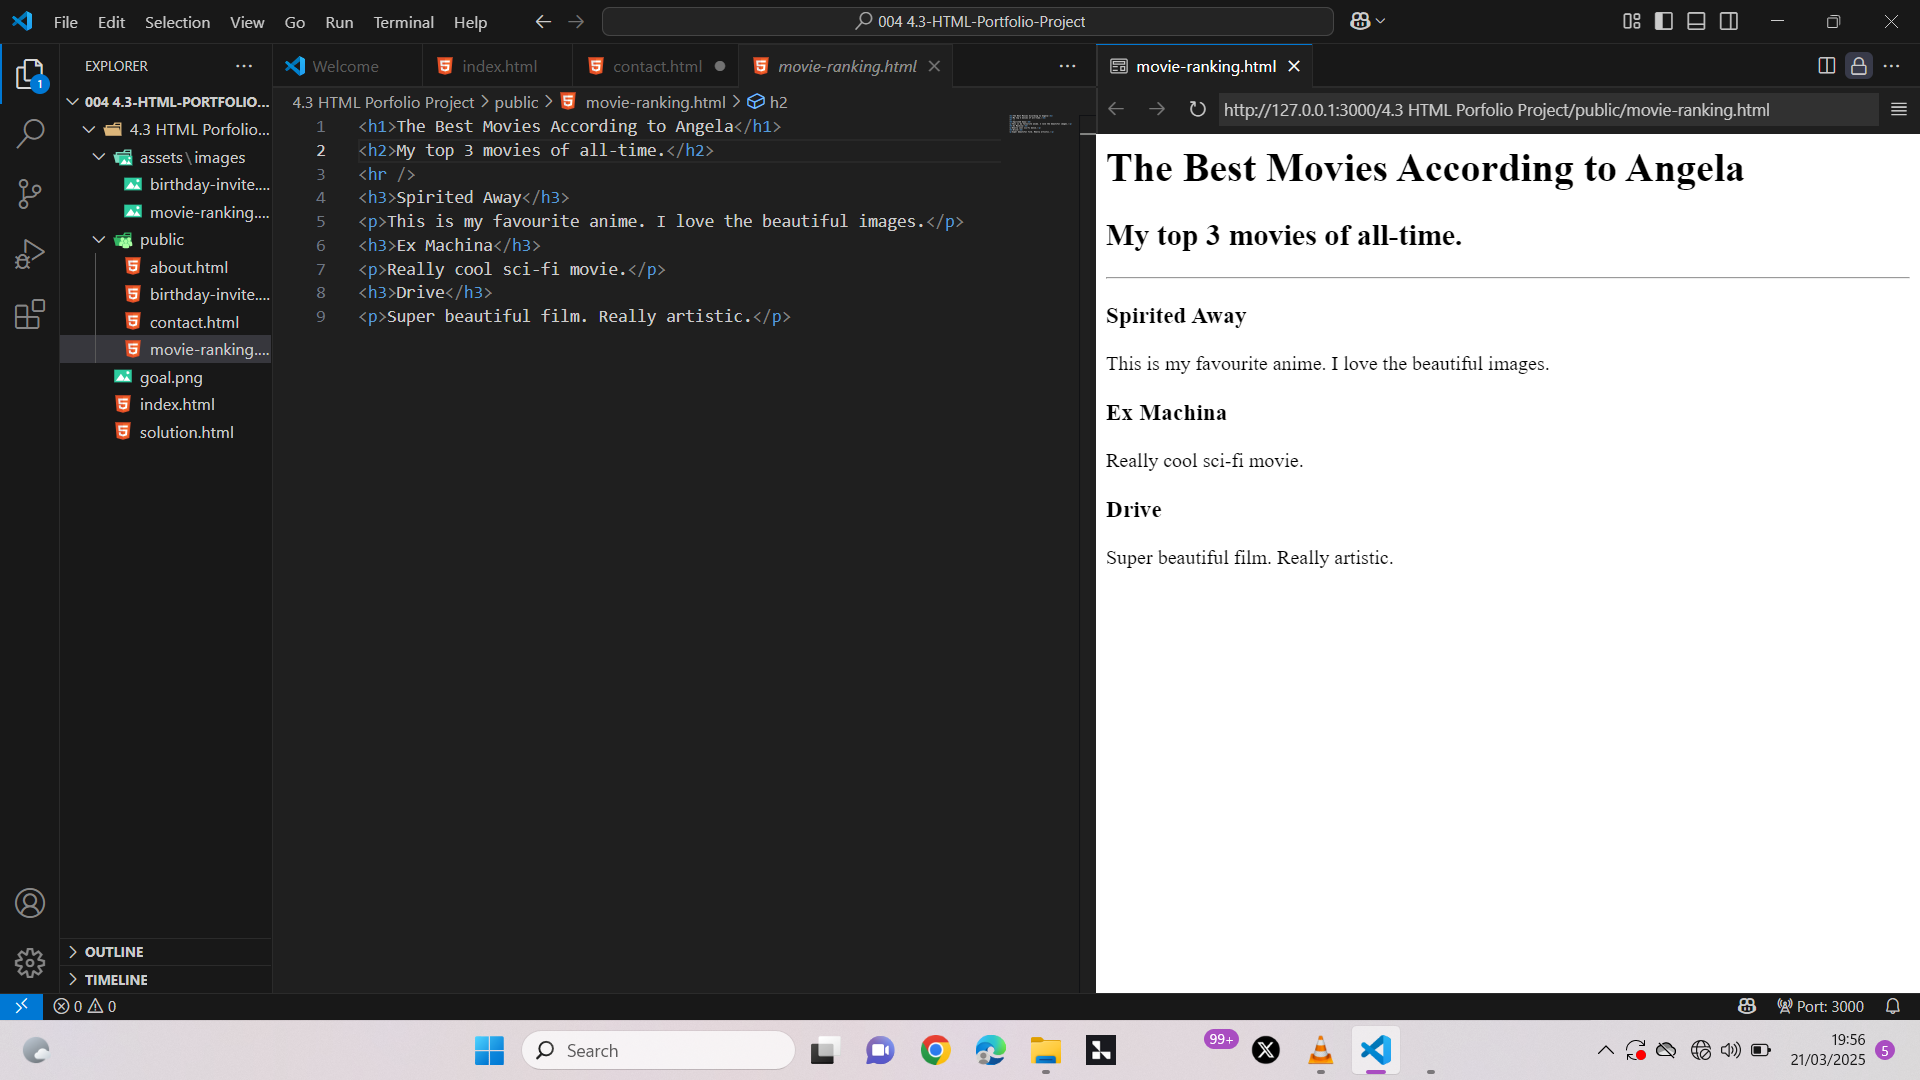 File Edit Selection View Go Run Terminal Help
004 4.3-HTML-Portfolio-Project
EXPLORER
Welcome
index.html
contact.html
movie-ranking.html
movie-ranking.html
004 4.3-HTML-PORTFOLIO...
4.3 HTML Porfolio...
assets\images
birthday-invite....
movie-ranking....
public
about.html
birthday-invite....
contact.html
movie-ranking....
goal.png
index.html
solution.html
OUTLINE
TIMELINE
1
4.3 HTML Porfolio Project > public > movie-ranking.html > h2
1 <h1>The Best Movies According to Angela</h1>
2 <h2>My top 3 movies of all-time.</h2>
3 <hr />
4 <h3>Spirited Away</h3>
5 <p>This is my favourite anime. I love the beautiful images.</p>
6 <h3>Ex Machina</h3>
7 <p>Really cool sci-fi movie.</p>
8 <h3>Drive</h3>
9 <p>Super beautiful film. Really artistic.</p>
http://127.0.0.1:3000/4.3 HTML Porfolio Project/public/movie-ranking.html
The Best Movies According to Angela
My top 3 movies of all-time.
Spirited Away
This is my favourite anime. I love the beautiful images.
Ex Machina
Really cool sci-fi movie.
Drive
Super beautiful film. Really artistic.
0 0
Port: 3000
Search
99+
19:56
21/03/2025
5